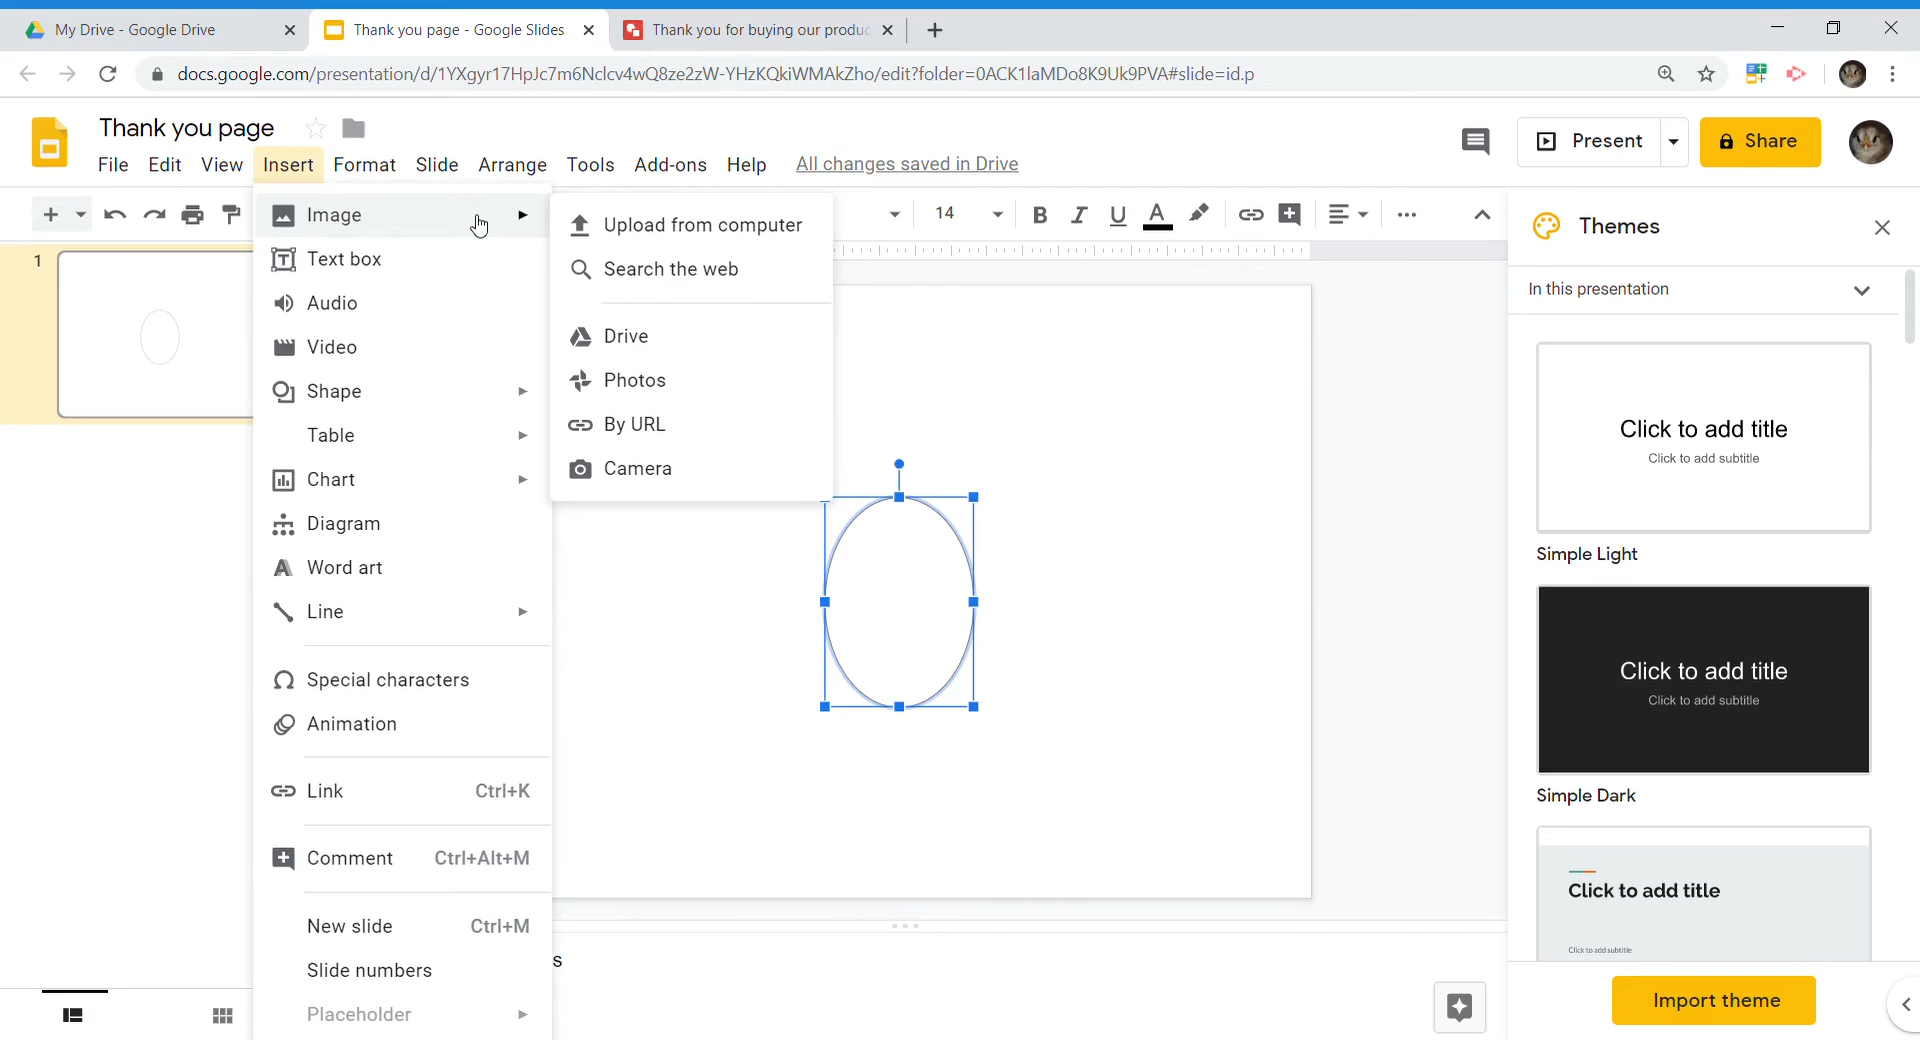 My Drive - Google Drive
Thank you page - Google Slides
Thank you for buying our produc
docs.google.com/presentation/d/1YXgyr17HpJc7m6Nclcv4wQ8ze2zW-YHzKQkiWMAkZho/edit?folder=0ACK1laMDo8K9Uk9PVA#slide=id.p
Thank you page
Present
Share
File Edit View Insert Format Slide Arrange Tools Add-ons Help All changes saved in Drive
14
Image
Text box
Audio
Video
Shape
Table
Chart
Diagram
Word art
Line
Special characters
Animation
Link Ctrl+K
Comment Ctrl+Alt+M
New slide Ctrl+M
Slide numbers
Placeholder
Upload from computer
Search the web
Drive
Photos
By URL
Camera
1
s
Themes
In this presentation
Click to add title
Click to add subtitle
Simple Light
Click to add title
Click to add subtitle
Simple Dark
Click to add title
Click to add subtitle
Import theme